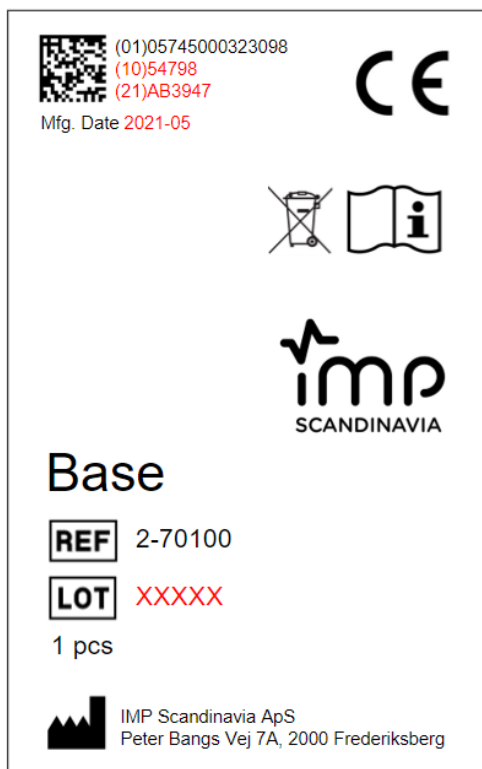 (01)05745000323098
(10)54798
(21)AB3947
Mfg. Date 2021-05
CE
i
imp
SCANDINAVIA
Base
REF 2-70100
LOT XXXXX
1 pcs
IMP Scandinavia ApS
Peter Bangs Vej 7A, 2000 Frederiksberg